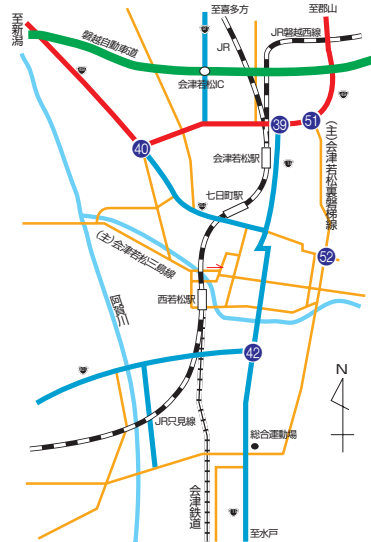 至新潟
至喜多方
至郡山
JR磐越西線
JR
磐越自動車道
会津若松IC
39
51
40
会津若松駅
(主)会津若松裏磐梯線
七日町駅
(主)会津若松三島線
52
西若松駅
阿賀川
42
N
JR只見線
総合運動場
会津鉄道
至水戸